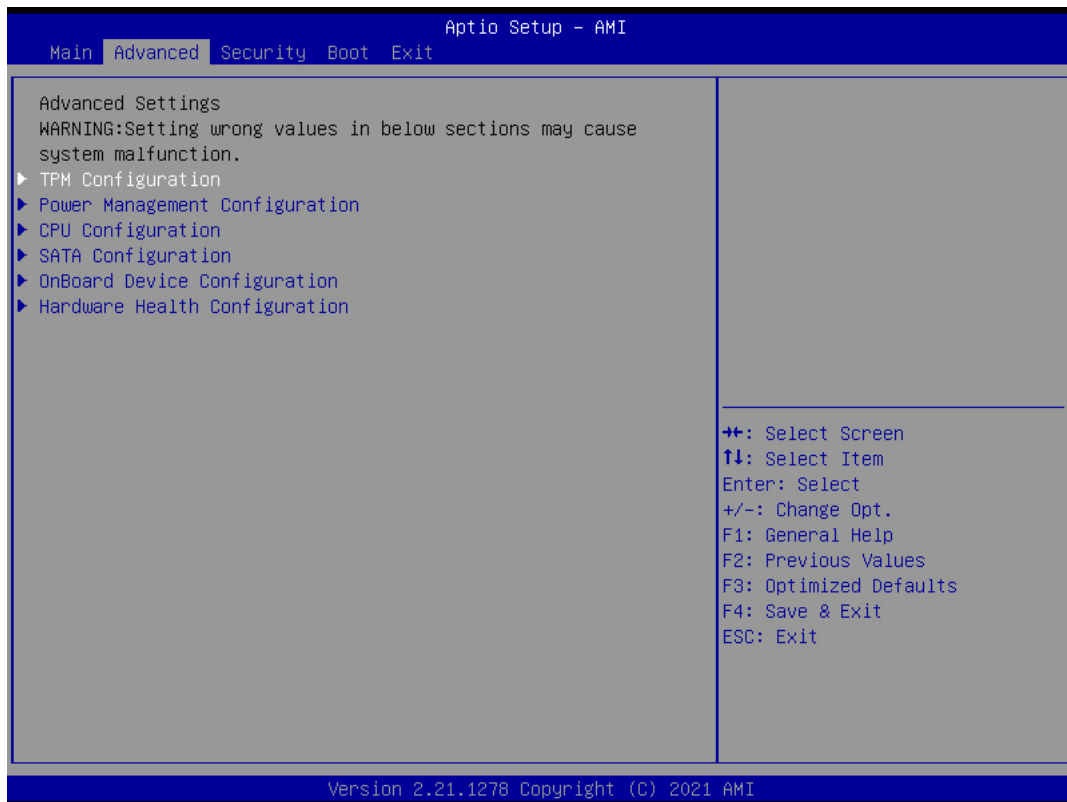 Aptio Setup – AMI
Main Advanced Security Boot Exit
Advanced Settings
WARNING:Setting wrong values in below sections may cause
system malfunction.
► TPM Configuration
► Power Management Configuration
► CPU Configuration
► SATA Configuration
► OnBoard Device Configuration
► Hardware Health Configuration
→←: Select Screen
↑↓: Select Item
Enter: Select
+/-: Change Opt.
F1: General Help
F2: Previous Values
F3: Optimized Defaults
F4: Save & Exit
ESC: Exit
Version 2.21.1278 Copyright (C) 2021 AMI